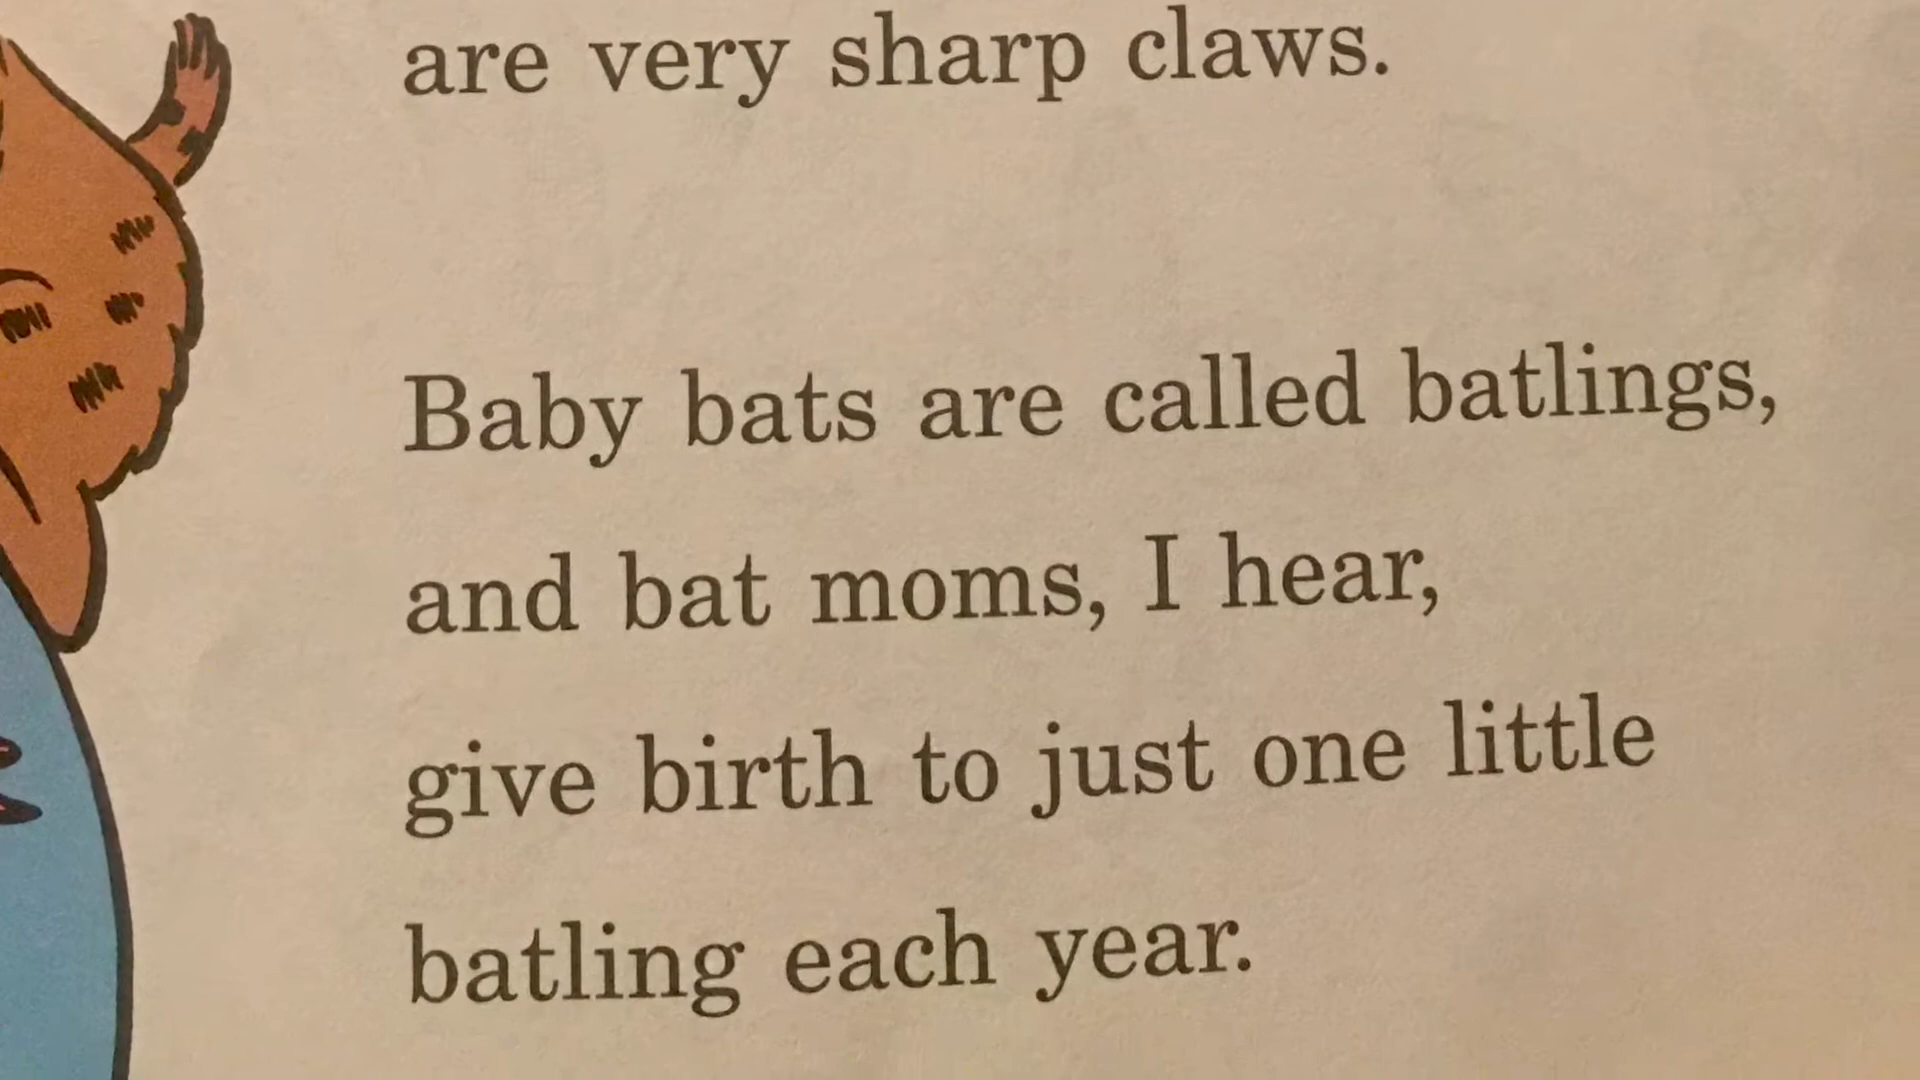 are very sharp claws.
Baby bats are called batlings,
and bat moms, I hear,
give birth to just one little
batling each year.